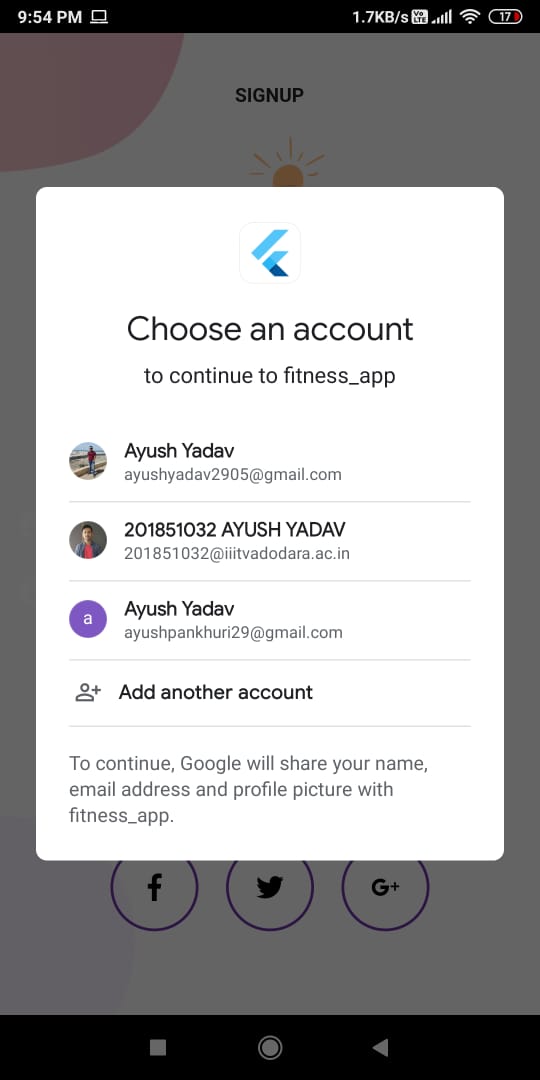 9:54 PM 1.7KB/s Vo LTE 17
SIGNUP
Choose an account
to continue to fitness_app
Ayush Yadav
ayushyadav2905@gmail.com
201851032 AYUSH YADAV
201851032@iiitvadodara.ac.in
a
Ayush Yadav
ayushpankhuri29@gmail.com
Add another account
To continue, Google will share your name,
email address and profile picture with
fitness_app.
f G+